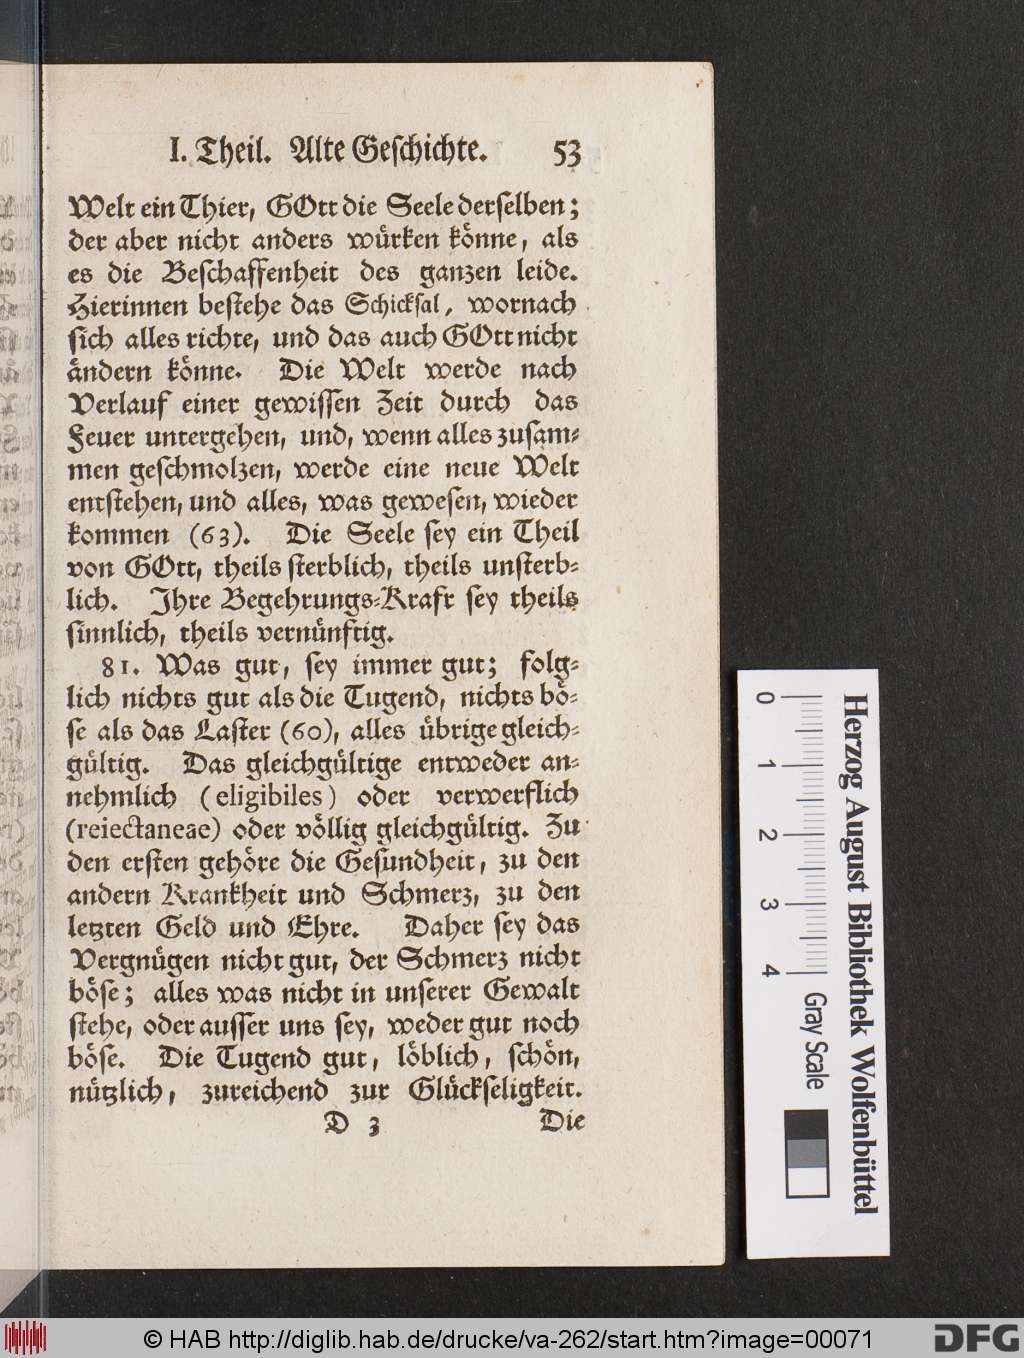 I. Theil. Alte Geschichte. 53
Welt ein Thier, GOtt die Seele derselben;
der aber nicht anders würken könne, als
es die Beschaffenheit des ganzen leide.
Hierinnen bestehe das Schicksal, wornach
sich alles richte, und das auch GOtt nicht
ändern könne. Die Welt werde nach
Verlauf einer gewissen Zeit durch das
Feuer untergehen, und, wenn alles zusam-
men geschmolzen, werde eine neue Welt
entstehen, und alles, was gewesen, wieder
kommen (63). Die Seele sey ein Theil
von GOtt, theils sterblich, theils unsterb-
lich. Ihre Begehrungs-Kraft sey theils
sinnlich, theils vernünftig.
81. Was gut, sey immer gut; folg-
lich nichts gut als die Tugend, nichts bö-
se als das Laster (60), alles übrige gleich-
gültig. Das gleichgültige entweder an-
nehmlich (eligibiles) oder verwerflich
(reiectaneae) oder völlig gleichgültig. Zu
den ersten gehöre die Gesundheit, zu den
andern Krankheit und Schmerz, zu den
letzten Geld und Ehre. Daher sey das
Vergnügen nicht gut, der Schmerz nicht
böse; alles was nicht in unserer Gewalt
stehe, oder ausser uns sey, weder gut noch
böse. Die Tugend gut, löblich, schön,
nützlich, zureichend zur Glückseligkeit.
D 3 Die
0 1 2 3 4 Gray Scale
Herzog August Bibliothek Wolfenbüttel
© HAB http://diglib.hab.de/drucke/va-262/start.htm?image=00071
DFG